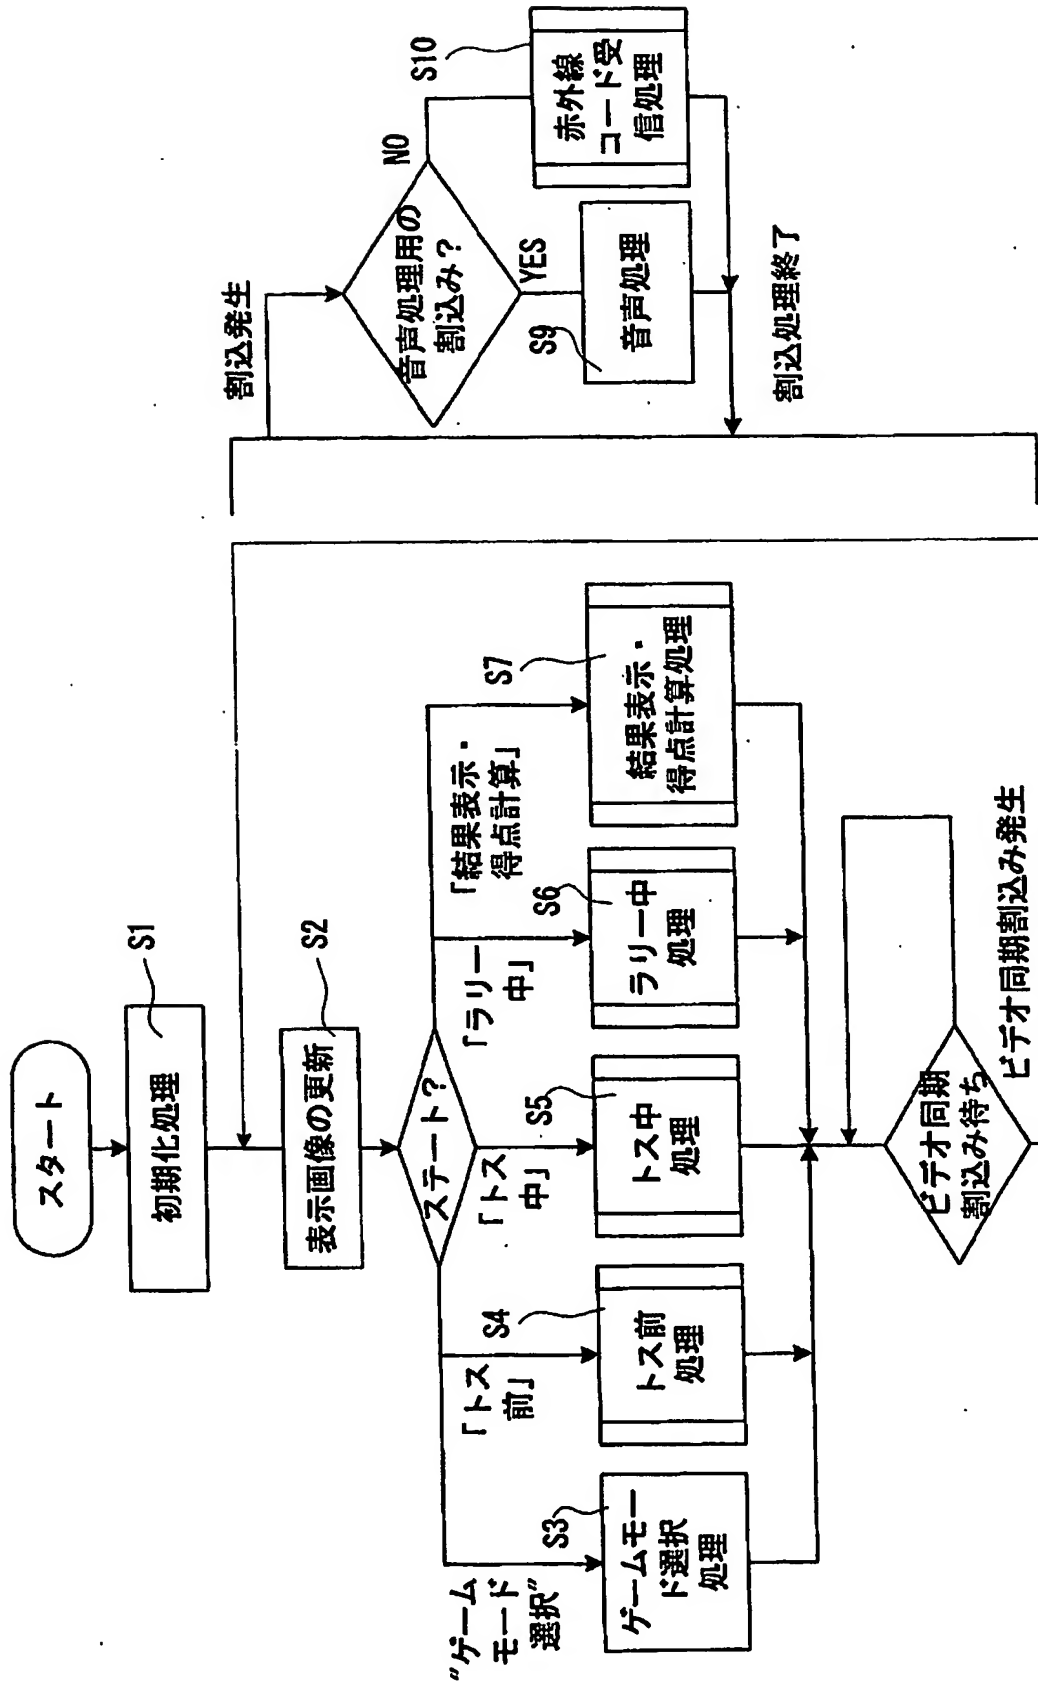 スタート
初期化処理
S1
表示画像の更新
S2
ステート?
"ゲーム
モード
選択"
「トス
前」
「トス
中」
「ラリー
中」
「結果表示・
得点計算」
S3
ゲームモー
ド選択
処理
S4
トス前
処理
S5
トス中
処理
S6
ラリー中
処理
S7
結果表示・
得点計算処理
ビデオ同期
割込み待ち
ビデオ同期割込み発生
割込発生
音声処理用の
割込み?
NO
YES
S9
音声処理
S10
赤外線
コード受
信処理
割込処理終了